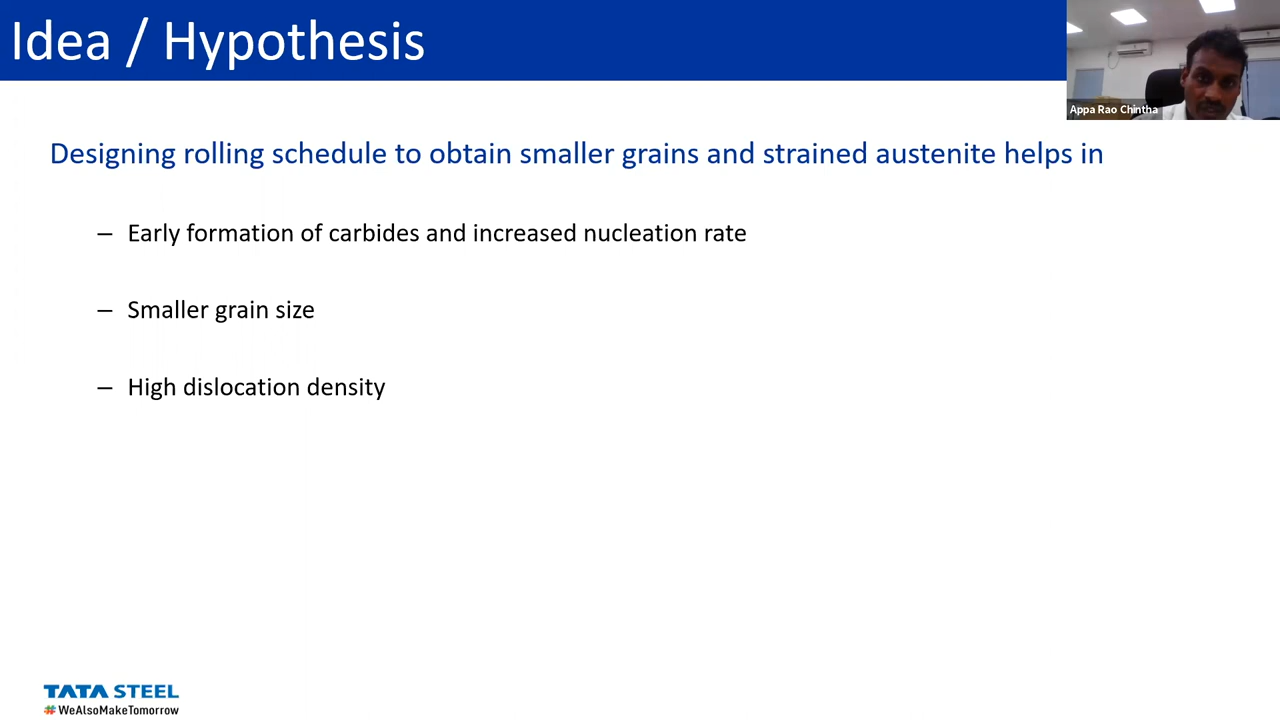 Idea / Hypothesis
Appa Rao Chintha
Designing rolling schedule to obtain smaller grains and strained austenite helps in
– Early formation of carbides and increased nucleation rate
– Smaller grain size
– High dislocation density
TATA STEEL
#WeAlsoMakeTomorrow